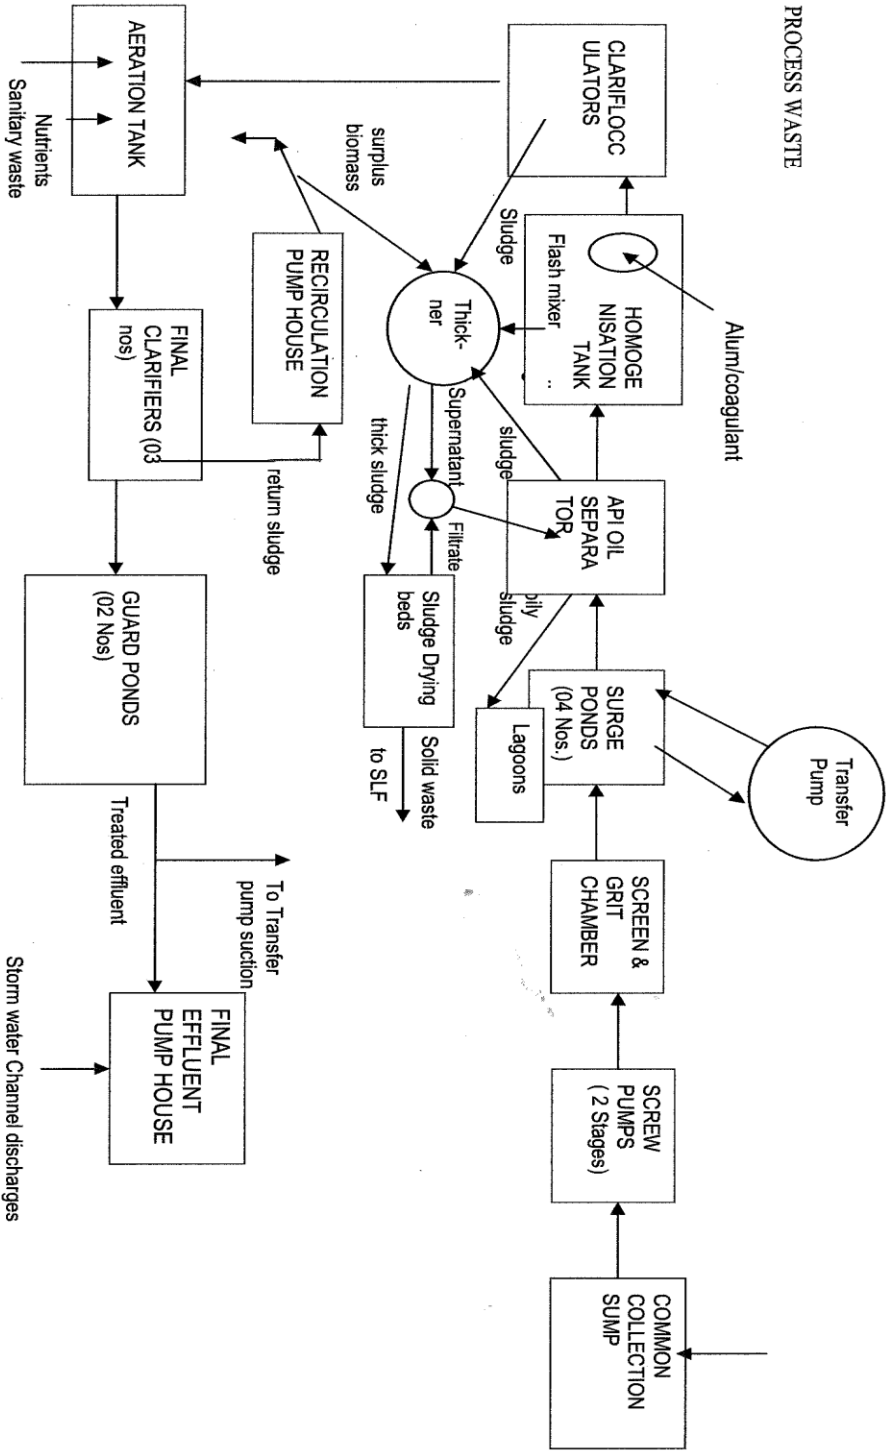 PROCESS WASTE
CLARIFLOCC
ULATORS
Alum/coagulant
HOMOGE
NISATION
TANK
Flash mixer
API OIL
SEPARA
TOR
SURGE
PONDS
(04 Nos.)
Transfer
Pump
SCREEN &
GRIT
CHAMBER
SCREW
PUMPS
( 2 Stages)
COMMON
COLLECTION
SUMP
Sludge
sludge
oily
sludge
Lagoons
surplus
biomass
Thick-
ner
Supernatant
thick sludge
Filtrate
Sludge Drying
beds
Solid waste
to SLF
RECIRCULATION
PUMP HOUSE
return sludge
AERATION TANK
Nutrients
Sanitary waste
FINAL
CLARIFIERS (03
nos)
GUARD PONDS
(02 Nos)
Treated effluent
To Transfer
pump suction
FINAL
EFFLUENT
PUMP HOUSE
Storm water Channel discharges